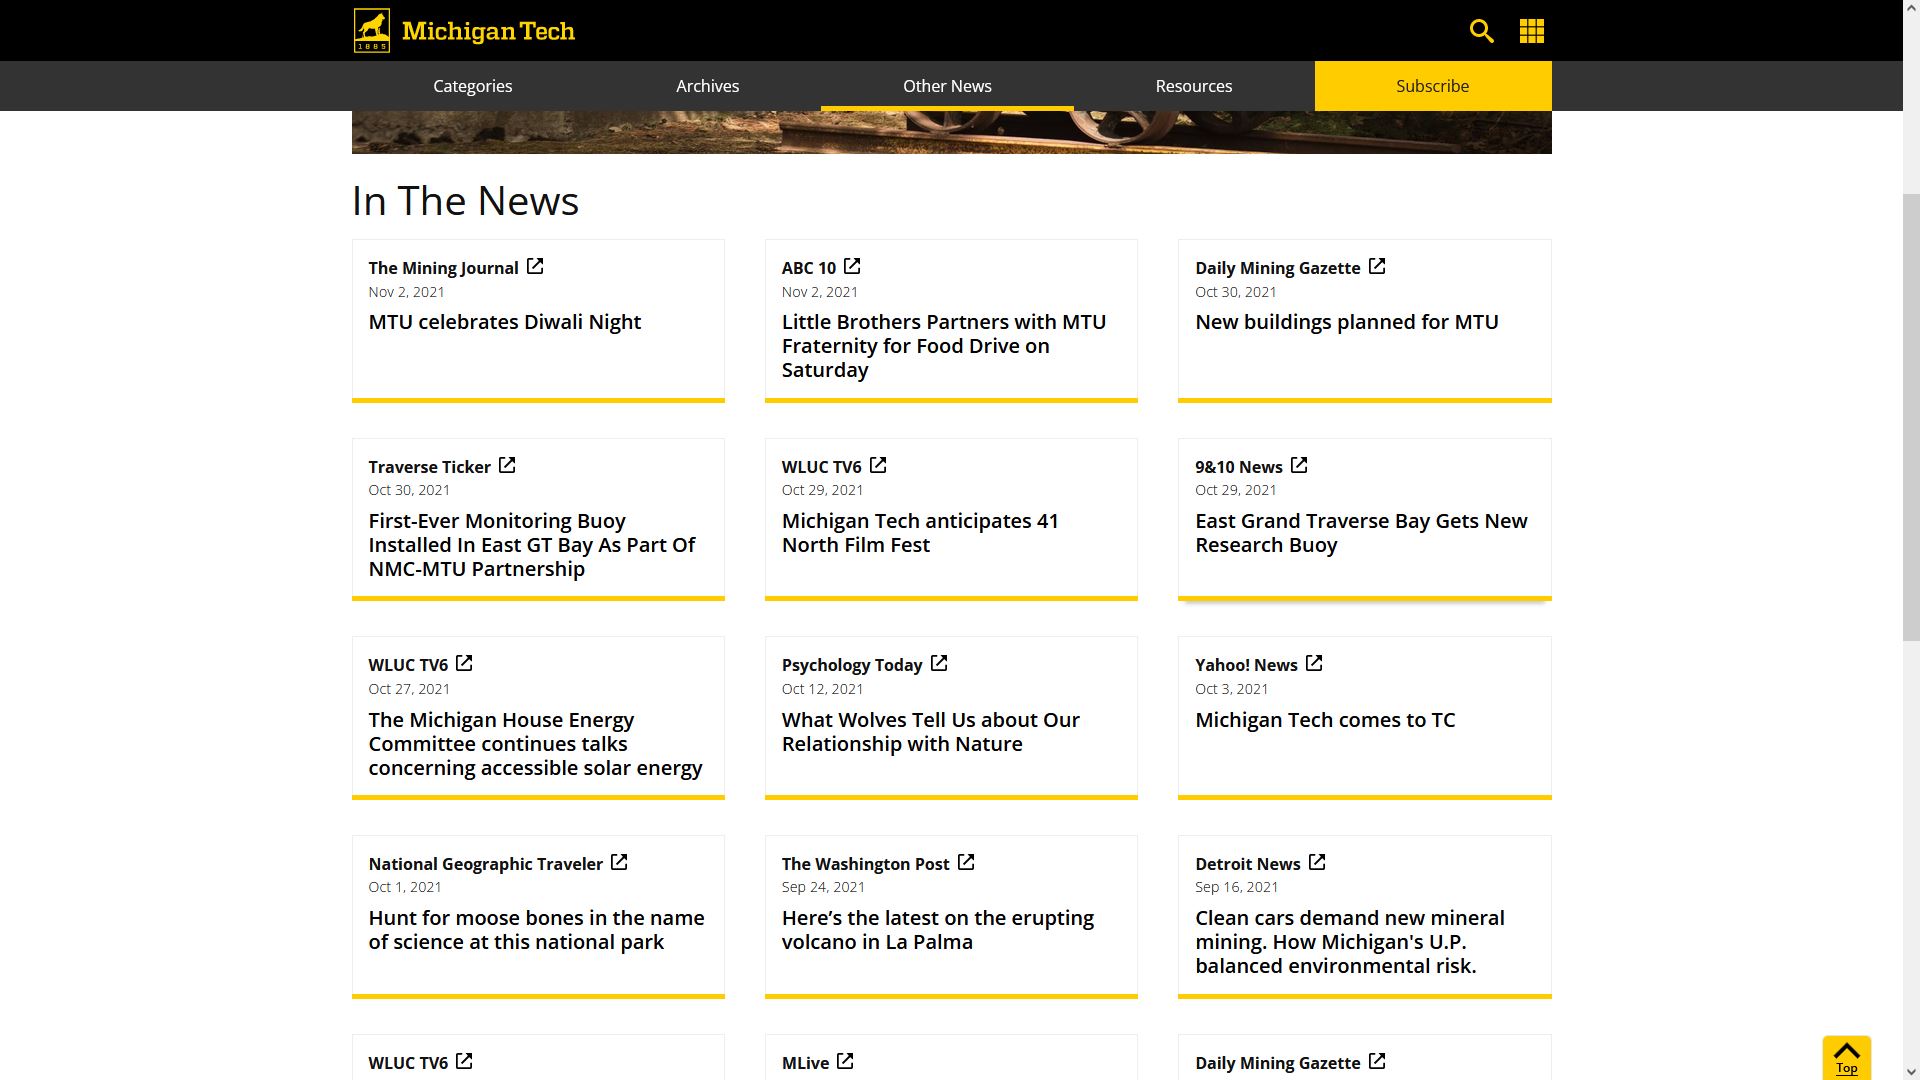 1885
Michigan Tech
Categories
Archives
Other News
Resources
Subscribe
In The News
The Mining Journal
Nov 2, 2021
MTU celebrates Diwali Night
ABC 10
Nov 2, 2021
Little Brothers Partners with MTU
Fraternity for Food Drive on
Saturday
Daily Mining Gazette
Oct 30, 2021
New buildings planned for MTU
Traverse Ticker
Oct 30, 2021
First-Ever Monitoring Buoy
Installed In East GT Bay As Part Of
NMC-MTU Partnership
WLUC TV6
Oct 29, 2021
Michigan Tech anticipates 41
North Film Fest
9&10 News
Oct 29, 2021
East Grand Traverse Bay Gets New
Research Buoy
WLUC TV6
Oct 27, 2021
The Michigan House Energy
Committee continues talks
concerning accessible solar energy
Psychology Today
Oct 12, 2021
What Wolves Tell Us about Our
Relationship with Nature
Yahoo! News
Oct 3, 2021
Michigan Tech comes to TC
National Geographic Traveler
Oct 1, 2021
Hunt for moose bones in the name
of science at this national park
The Washington Post
Sep 24, 2021
Here’s the latest on the erupting
volcano in La Palma
Detroit News
Sep 16, 2021
Clean cars demand new mineral
mining. How Michigan's U.P.
balanced environmental risk.
WLUC TV6
MLive
Daily Mining Gazette
Top